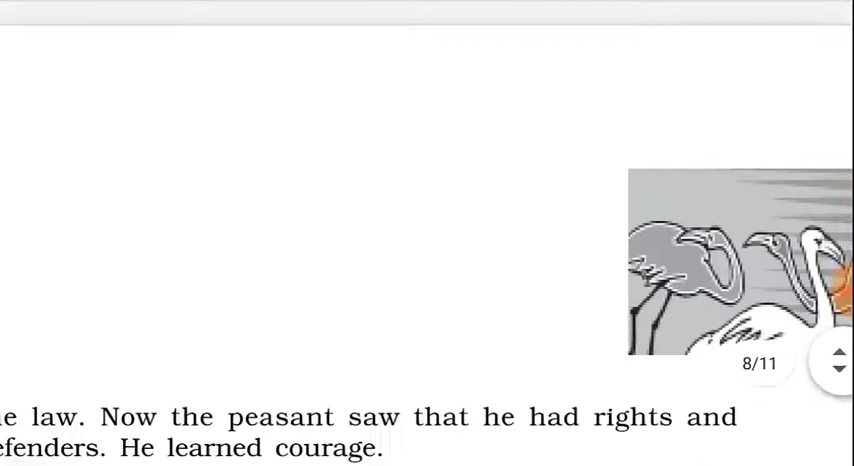 8/11
e law. Now the peasant saw that he had rights and
efenders. He learned courage.